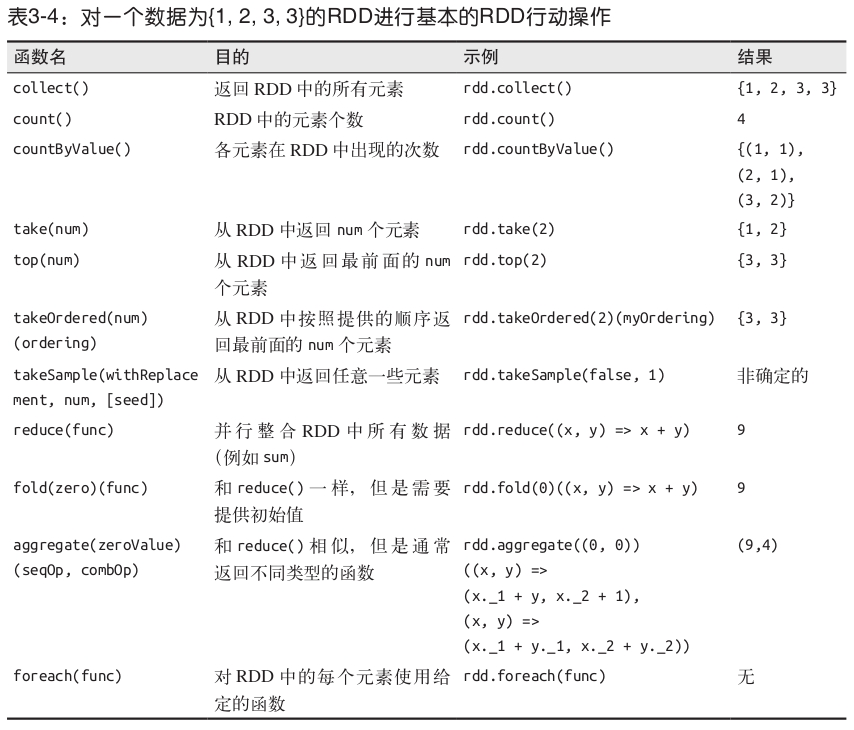 表3-4：对一个数据为{1, 2, 3, 3}的RDD进行基本的RDD行动操作
函数名 目的 示例 结果
collect() 返回 RDD 中的所有元素 rdd.collect() {1, 2, 3, 3}
count() RDD 中的元素个数 rdd.count() 4
countByValue() 各元素在 RDD 中出现的次数 rdd.countByValue() {(1, 1),
(2, 1),
(3, 2)}
take(num) 从 RDD 中返回 num 个元素 rdd.take(2) {1, 2}
top(num) 从 RDD 中返回最前面的 num rdd.top(2) {3, 3}
个元素
takeOrdered(num) 从 RDD 中按照提供的顺序返 rdd.takeOrdered(2)(myOrdering) {3, 3}
(ordering) 回最前面的 num 个元素
takeSample(withReplace 从 RDD 中返回任意一些元素 rdd.takeSample(false, 1) 非确定的
ment, num, [seed])
reduce(func) 并行整合 RDD 中所有数据 rdd.reduce((x, y) => x + y) 9
（例如 sum）
fold(zero)(func) 和 reduce() 一样，但是需要 rdd.fold(0)((x, y) => x + y) 9
提供初始值
aggregate(zeroValue) 和 reduce() 相似，但是通常 rdd.aggregate((0, 0)) (9,4)
(seqOp, combOp) 返回不同类型的函数 ((x, y) =>
(x._1 + y, x._2 + 1),
(x, y) =>
(x._1 + y._1, x._2 + y._2))
foreach(func) 对 RDD 中的每个元素使用给 rdd.foreach(func) 无
定的函数